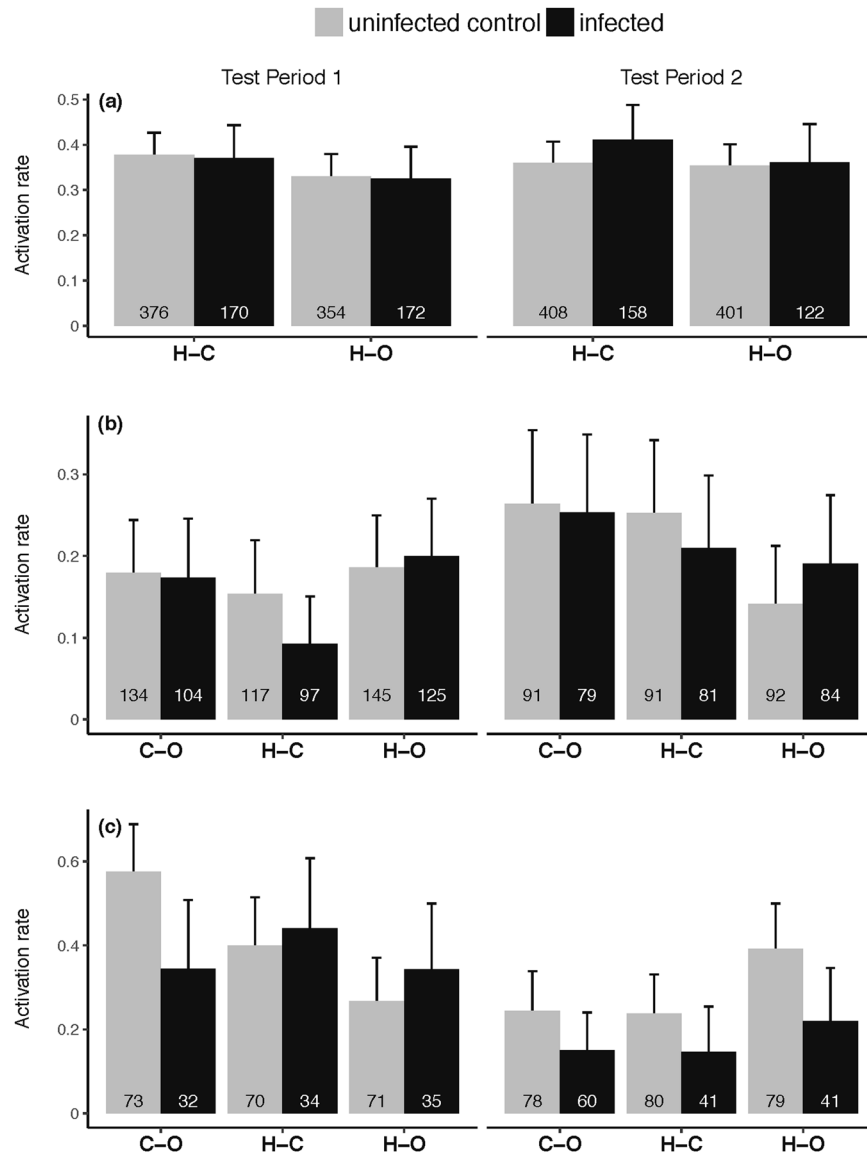 uninfected control infected
Test Period 1 Test Period 2
(a)
Activation rate
0.5
0.4
0.3
0.2
0.1
0
376 170 354 172 408 158 401 122
H–C H–O H–C H–O
(b)
Activation rate
0.3
0.2
0.1
0
134 104 117 97 145 125 91 79 91 81 92 84
C–O H–C H–O C–O H–C H–O
(c)
Activation rate
0.6
0.4
0.2
0
73 32 70 34 71 35 78 60 80 41 79 41
C–O H–C H–O C–O H–C H–O